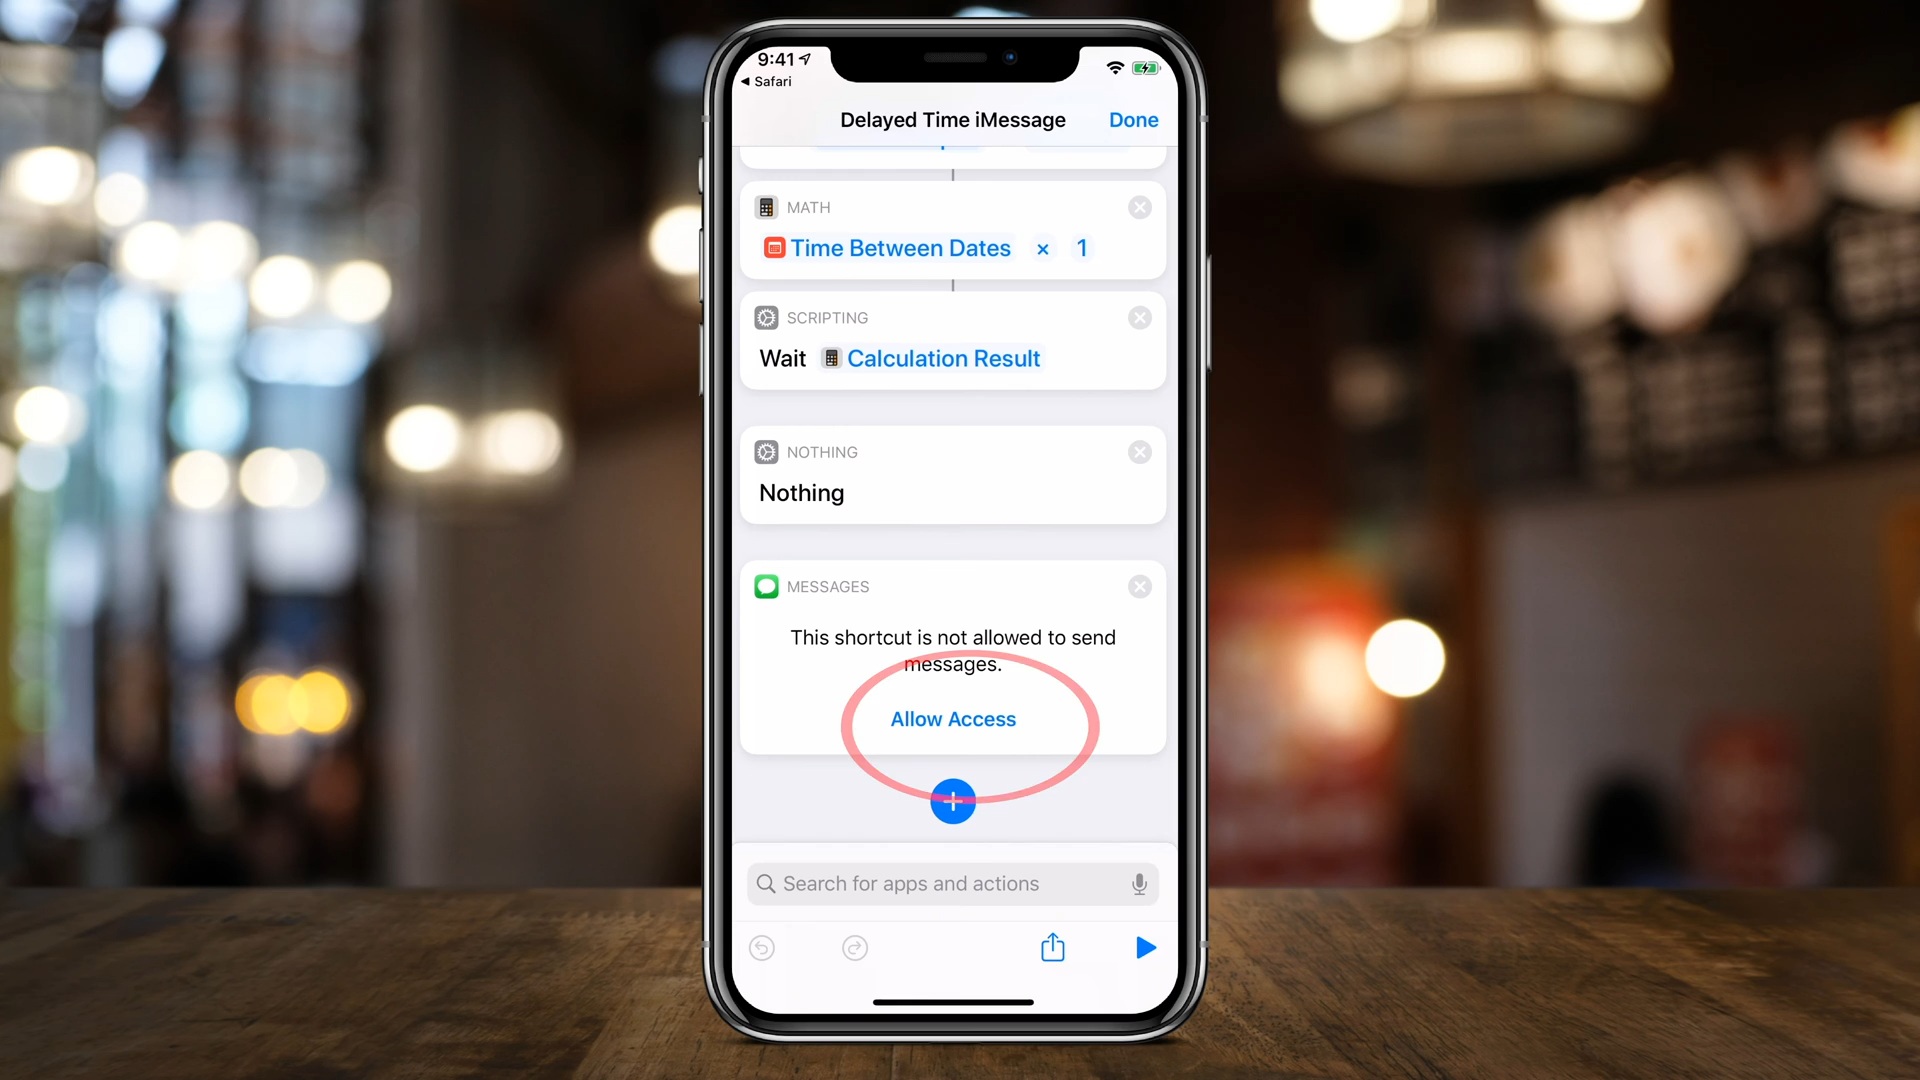 9:41
◀ Safari
Delayed Time iMessage
Done
MATH
Time Between Dates × 1
SCRIPTING
Wait Calculation Result
NOTHING
Nothing
MESSAGES
This shortcut is not allowed to send
messages.
Allow Access
Search for apps and actions